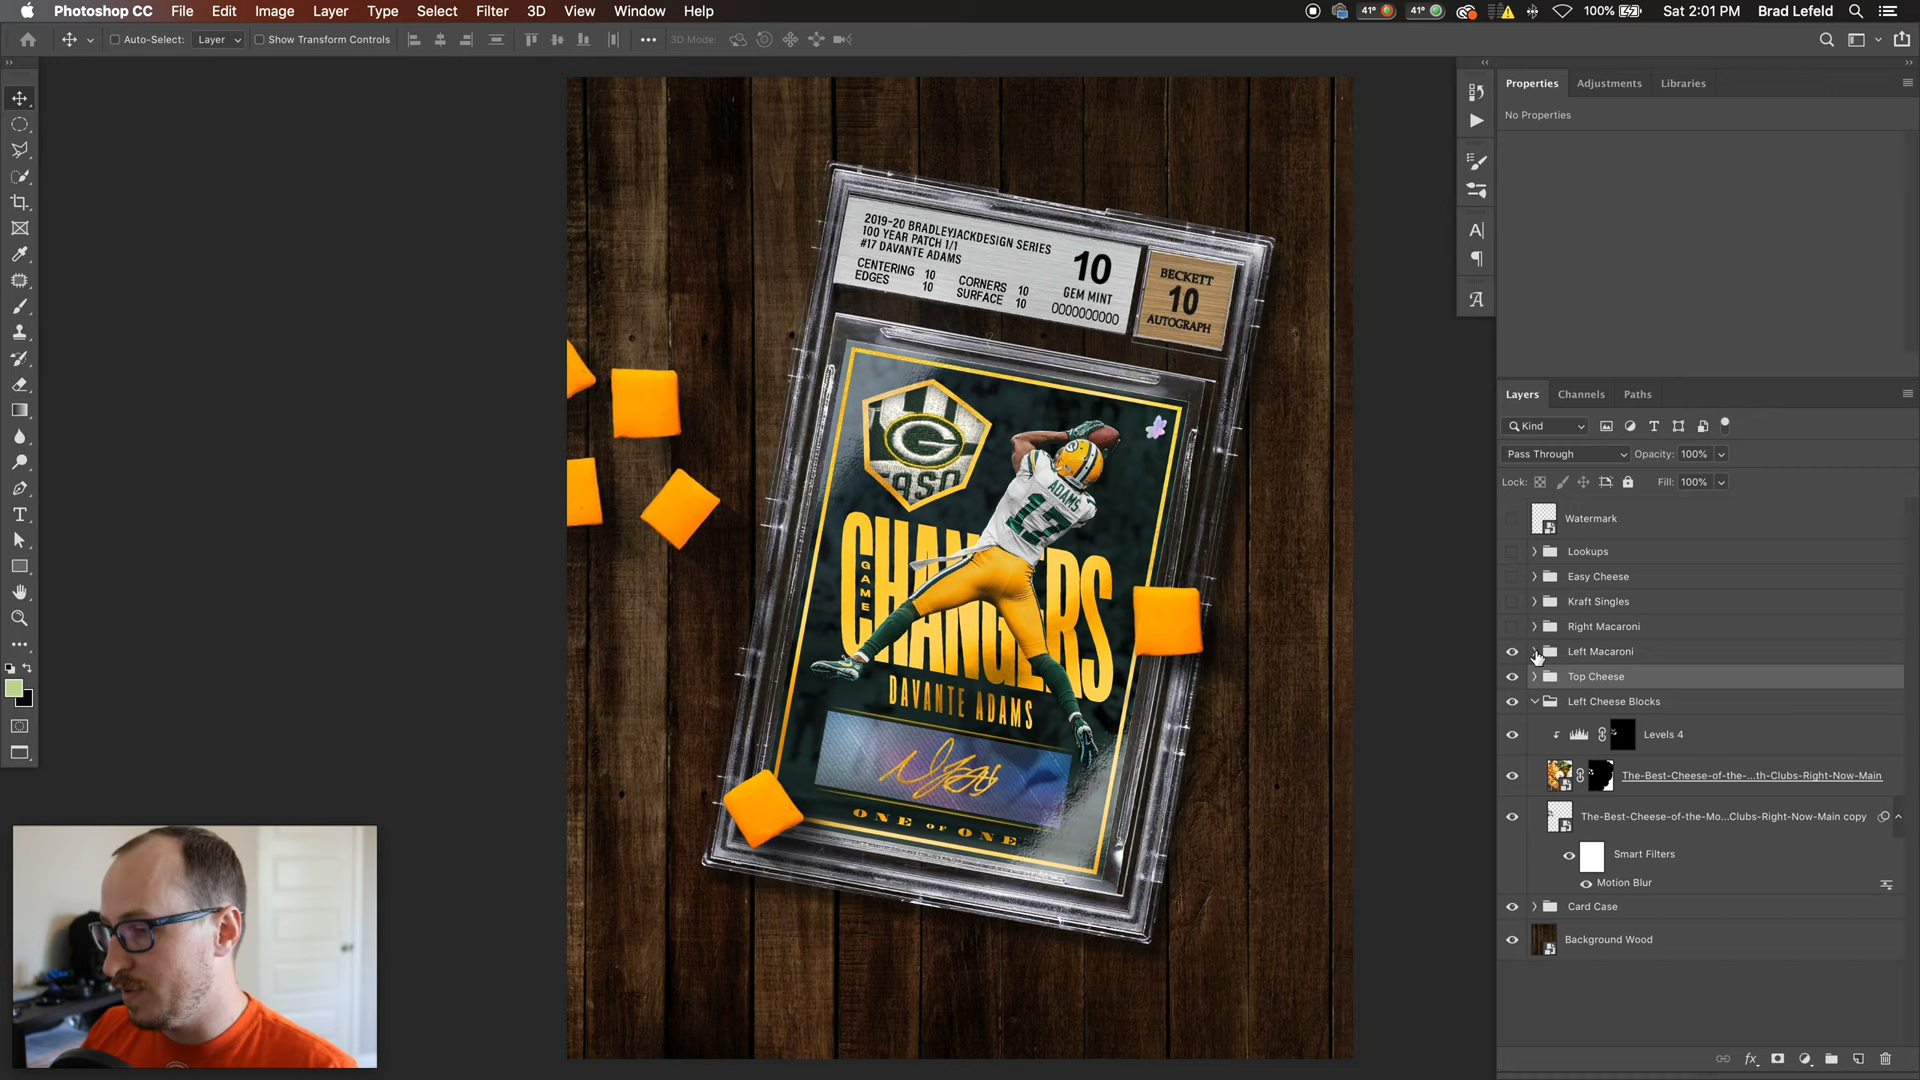 Photoshop CC File Edit Image Layer Type Select Filter 3D View Window Help
41° 41° 100% Sat 2:01 PM Brad Lefeld
Auto-Select: Layer Show Transform Controls 3D Mode:
Properties Adjustments Libraries
No Properties
2019-20 BRADLEYJACKDESIGN SERIES
100 YEAR PATCH 1/1
#17 DAVANTE ADAMS
CENTERING 10 CORNERS 10
EDGES 10 SURFACE 10
10
GEM MINT
0000000000
BECKETT
10
AUTOGRAPH
G
ASO
ADAMS
17
GAME
CHANGERS
DAVANTE ADAMS
ONE OF ONE
Layers Channels Paths
Kind
Pass Through Opacity: 100%
Lock: Fill: 100%
Watermark
Lookups
Easy Cheese
Kraft Singles
Right Macaroni
Left Macaroni
Top Cheese
Left Cheese Blocks
Levels 4
The-Best-Cheese-of-the-...th-Clubs-Right-Now-Main
The-Best-Cheese-of-the-Mo...Clubs-Right-Now-Main copy
Smart Filters
Motion Blur
Card Case
Background Wood